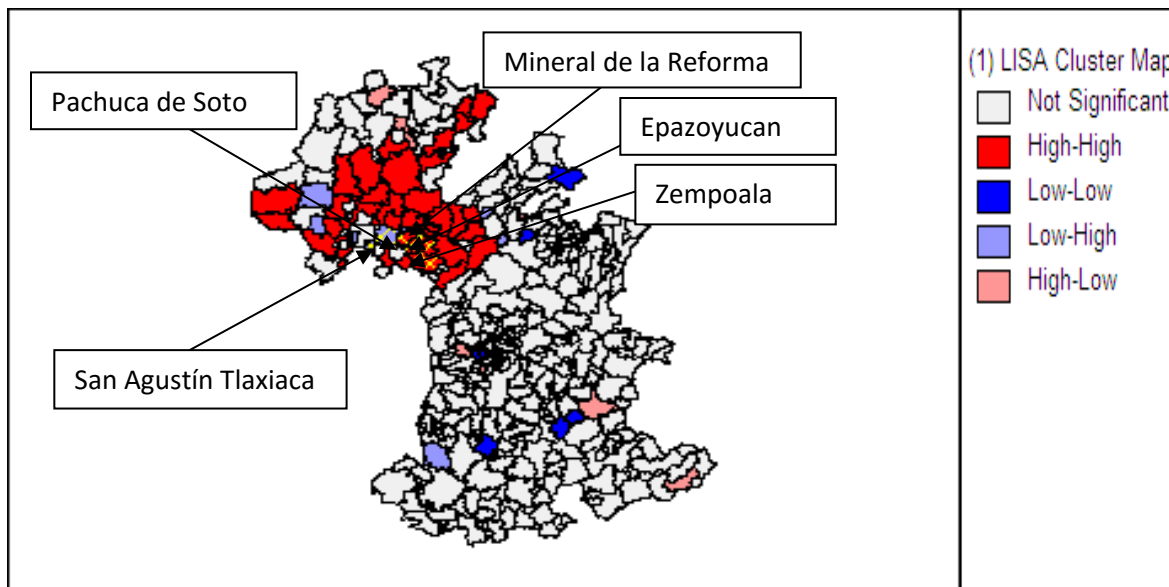 Mineral de la Reforma
Pachuca de Soto
Epazoyucan
Zempoala
San Agustín Tlaxiaca
(1) LISA Cluster Map
Not Significant
High-High
Low-Low
Low-High
High-Low